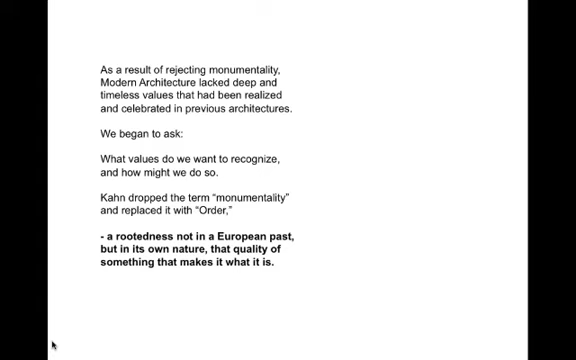 As a result of rejecting monumentality,
Modern Architecture lacked deep and
timeless values that had been realized
and celebrated in previous architectures.
We began to ask:
What values do we want to recognize,
and how might we do so.
Kahn dropped the term “monumentality”
and replaced it with “Order,”
- a rootedness not in a European past,
but in its own nature, that quality of
something that makes it what it is.